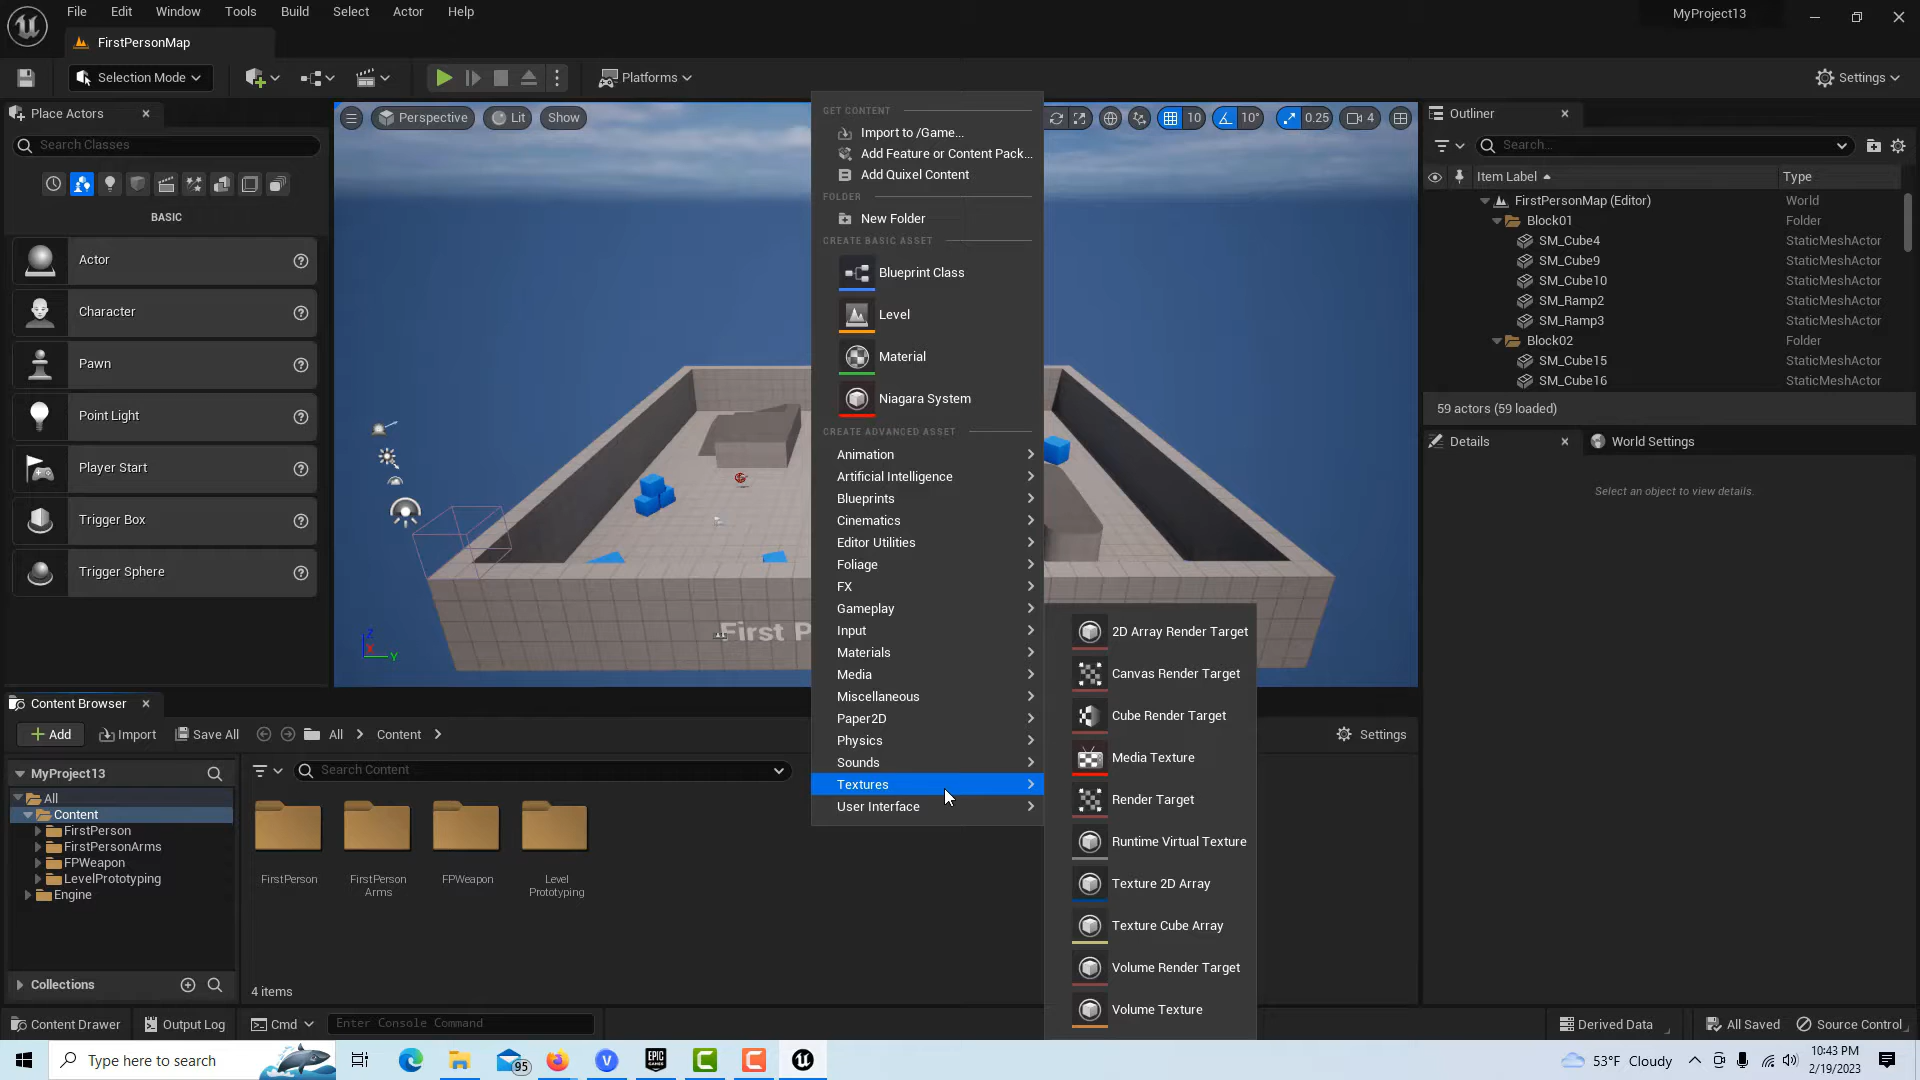 File Edit Window Tools Build Select Actor Help
MyProject13
FirstPersonMap
Selection Mode
Platforms
Settings
Place Actors
Search Classes
BASIC
Actor
Character
Pawn
Point Light
Player Start
Trigger Box
Trigger Sphere
Perspective
Lit
Show
10
10°
0.25
4
X
Y
Z
First P
GET CONTENT
Import to /Game...
Add Feature or Content Pack...
Add Quixel Content
FOLDER
New Folder
CREATE BASIC ASSET
Blueprint Class
Level
Material
Niagara System
CREATE ADVANCED ASSET
Animation
Artificial Intelligence
Blueprints
Cinematics
Editor Utilities
Foliage
FX
Gameplay
Input
Materials
Media
Miscellaneous
Paper2D
Physics
Sounds
Textures
User Interface
2D Array Render Target
Canvas Render Target
Cube Render Target
Media Texture
Render Target
Runtime Virtual Texture
Texture 2D Array
Texture Cube Array
Volume Render Target
Volume Texture
Outliner
Search...
Item Label Type
FirstPersonMap (Editor) World
Block01 Folder
SM_Cube4 StaticMeshActor
SM_Cube9 StaticMeshActor
SM_Cube10 StaticMeshActor
SM_Ramp2 StaticMeshActor
SM_Ramp3 StaticMeshActor
Block02 Folder
SM_Cube15 StaticMeshActor
SM_Cube16 StaticMeshActor
59 actors (59 loaded)
Details
World Settings
Select an object to view details.
Content Browser
Add
Import
Save All
All
Content
Settings
MyProject13
Search Content
All
Content
FirstPerson
FirstPersonArms
FPWeapon
LevelPrototyping
Engine
Collections
FirstPerson
FirstPerson
Arms
FPWeapon
Level
Prototyping
4 items
Content Drawer
Output Log
Cmd
Enter Console Command
Derived Data
All Saved
Source Control
Type here to search
95
EPIC
GAMES
53°F Cloudy
10:43 PM
2/19/2023